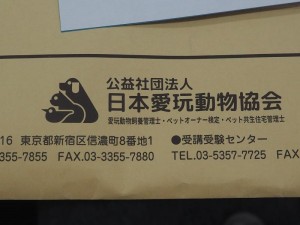 公益社団法人
日本愛玩動物協会
愛玩動物飼養管理士・ペットオーナー検定・ペット共生住宅管理士
16 東京都新宿区信濃町8番地1 ●受講受験センター
355-7855 FAX.03-3355-7880 TEL.03-5357-7725